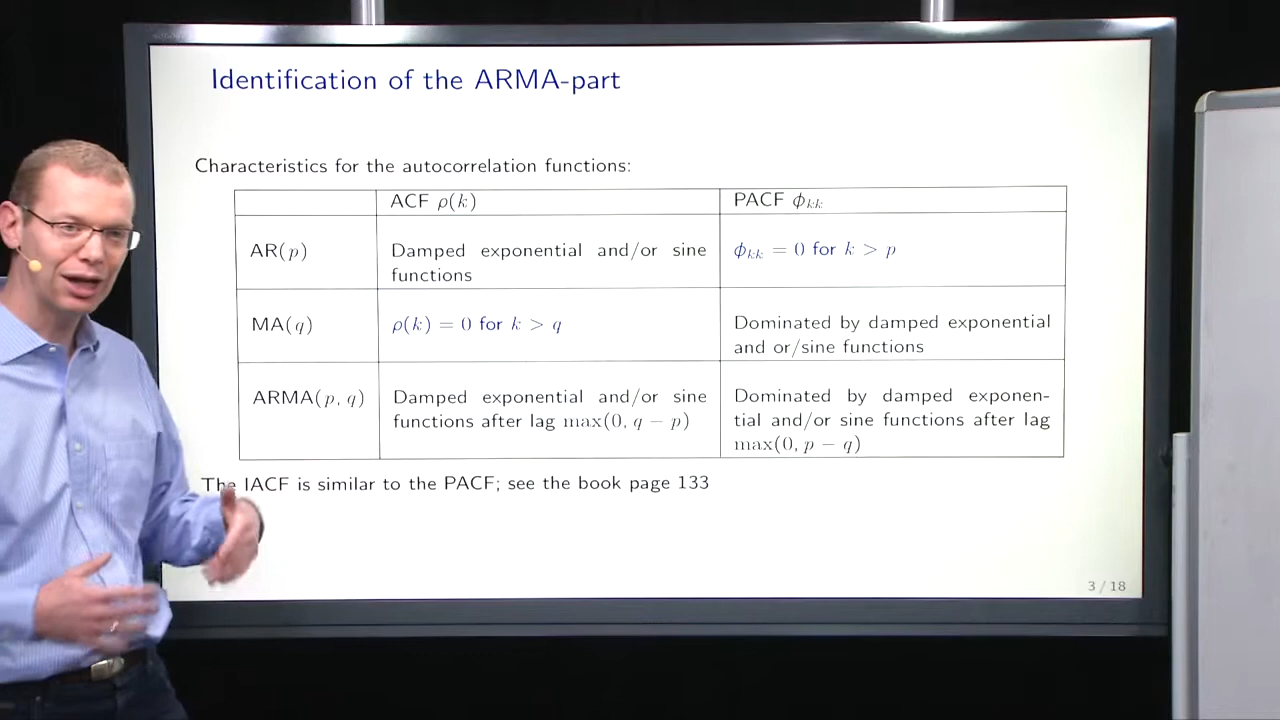 Identification of the ARMA-part
Characteristics for the autocorrelation functions:
ACF ρ(k)
PACF ϕkk
AR(p)
Damped exponential and/or sine
functions
ϕkk = 0 for k > p
MA(q)
ρ(k) = 0 for k > q
Dominated by damped exponential
and or/sine functions
ARMA(p, q)
Damped exponential and/or sine
functions after lag max(0, q − p)
Dominated by damped exponen-
tial and/or sine functions after lag
max(0, p − q)
The IACF is similar to the PACF; see the book page 133
3 / 18